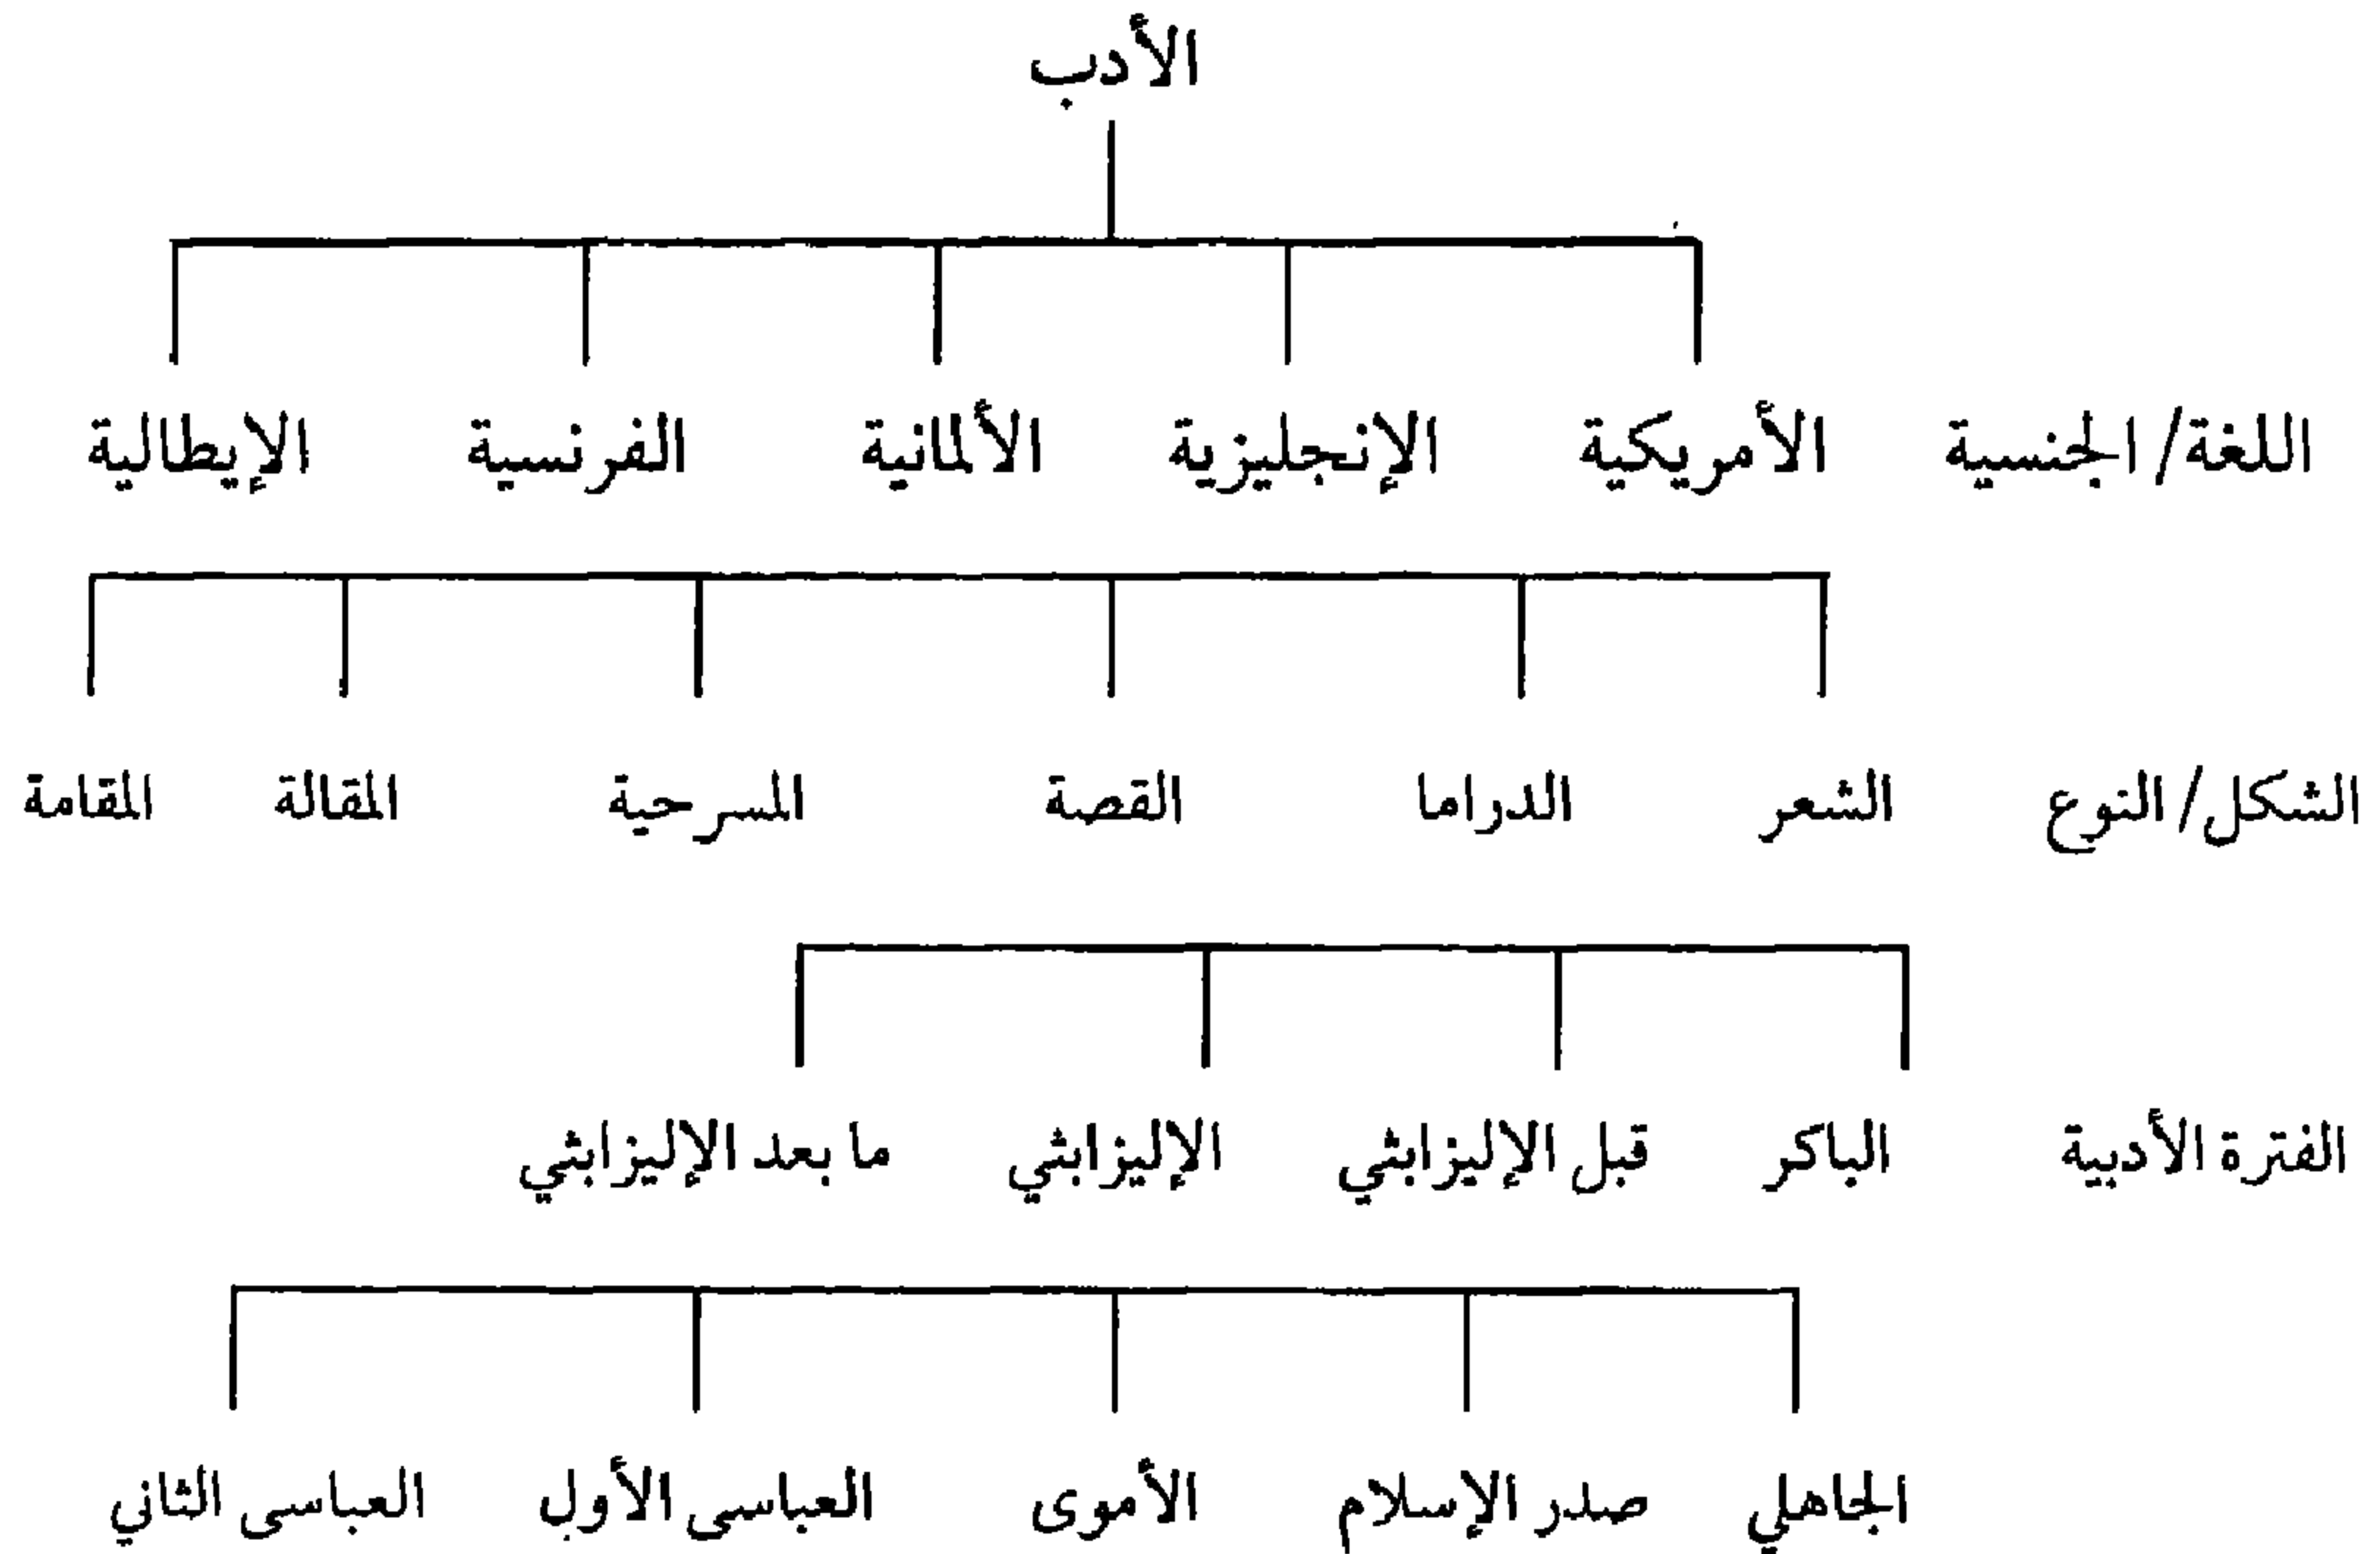 الأدب
اللغة/الجنسية الأمريكية الإنجليزية الألمانية الفرنسية الإيطالية
الشكل/النوع الشعر الدراما القصة المسرحية المقالة المقامة
الفترة الأدبية الباكر قبل الإليزابثي الإليزابثي ما بعد الإليزابثي
الجاهلي صدر الإسلام الأموى العباسى الأول العباسى الثاني